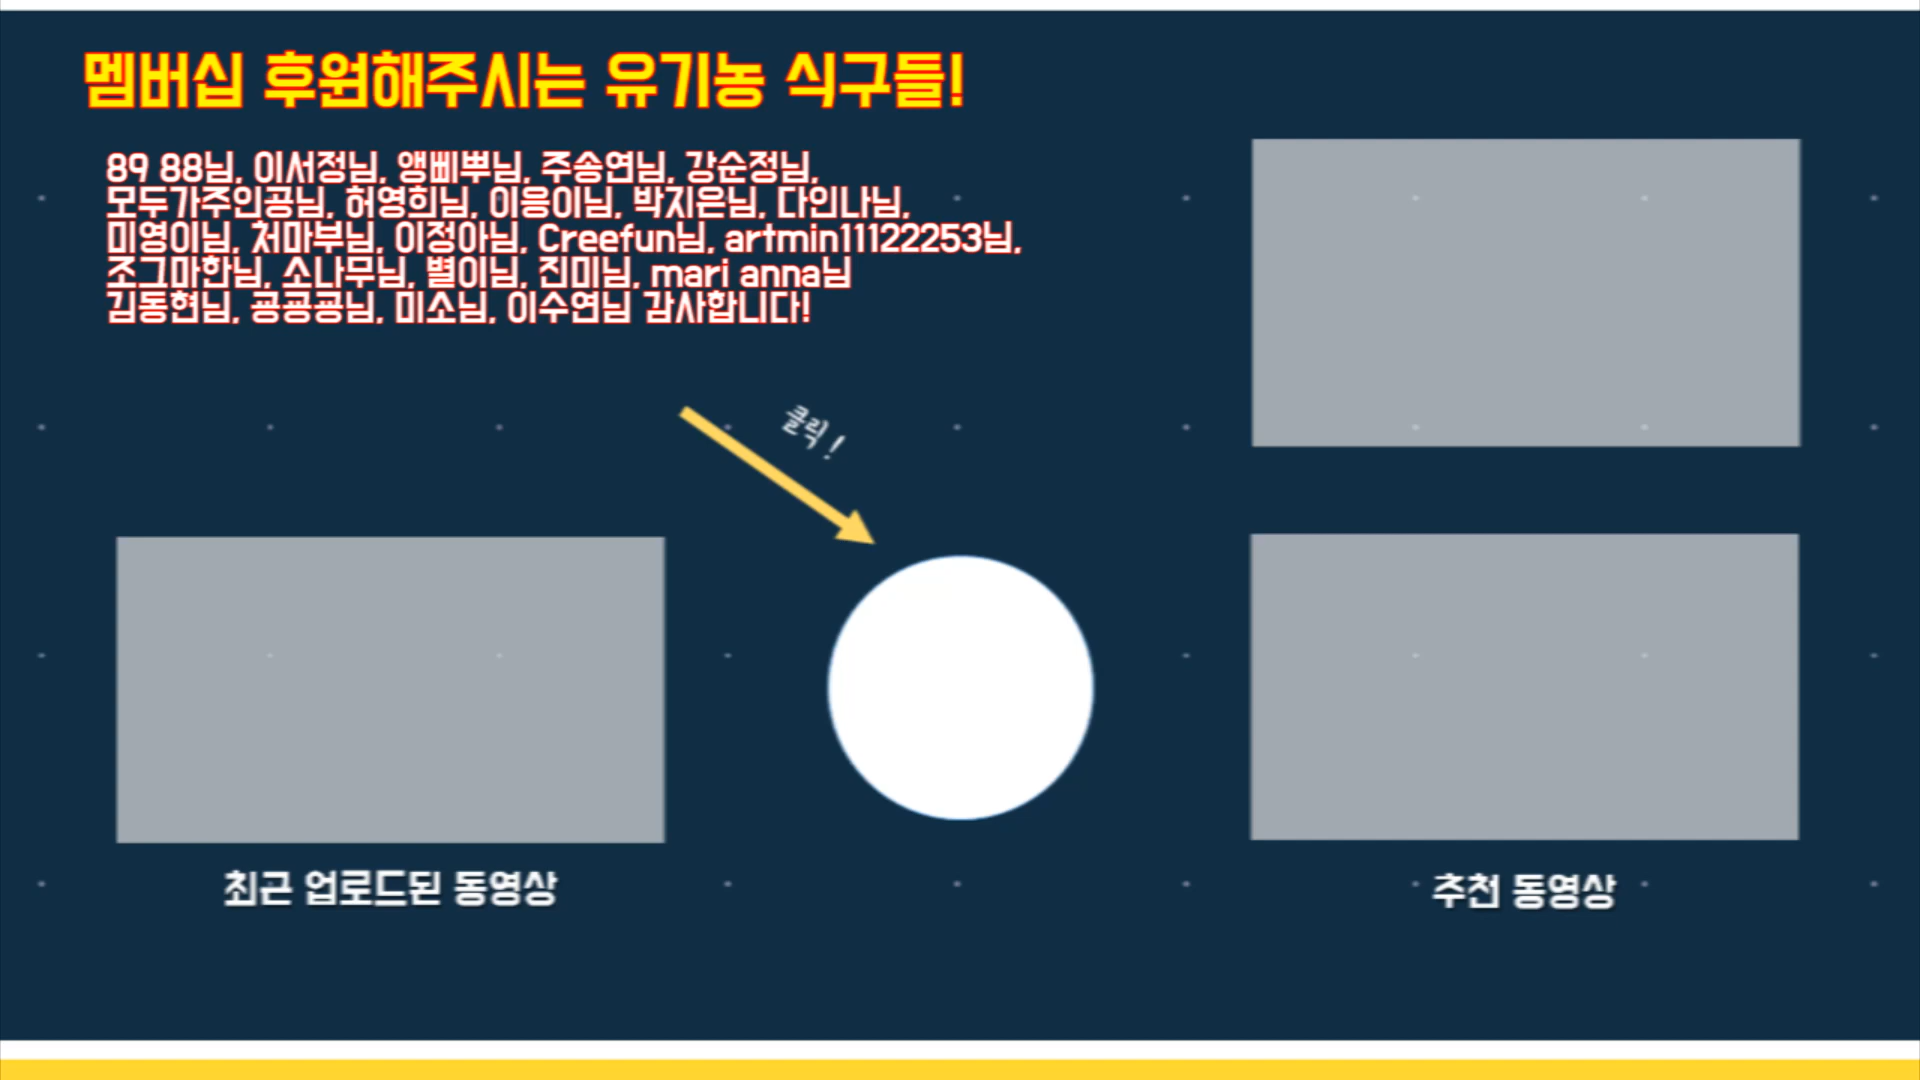 멤버십 후원해주시는 유기농 식구들!
89 88님, 이서정님, 앵삐뿌님, 주송연님, 강순정님,
모두가주인공님, 허영희님, 이응이님, 박지은님, 다인나님,
미영이님, 처마부님, 이정아님, Creefun님, artmin11122253님,
조그마한님, 소나무님, 별이님, 진미님, mari anna님
김동현님, 공공공님, 미소님, 이수연님 감사합니다!
클릭!
최근 업로드된 동영상
추천 동영상